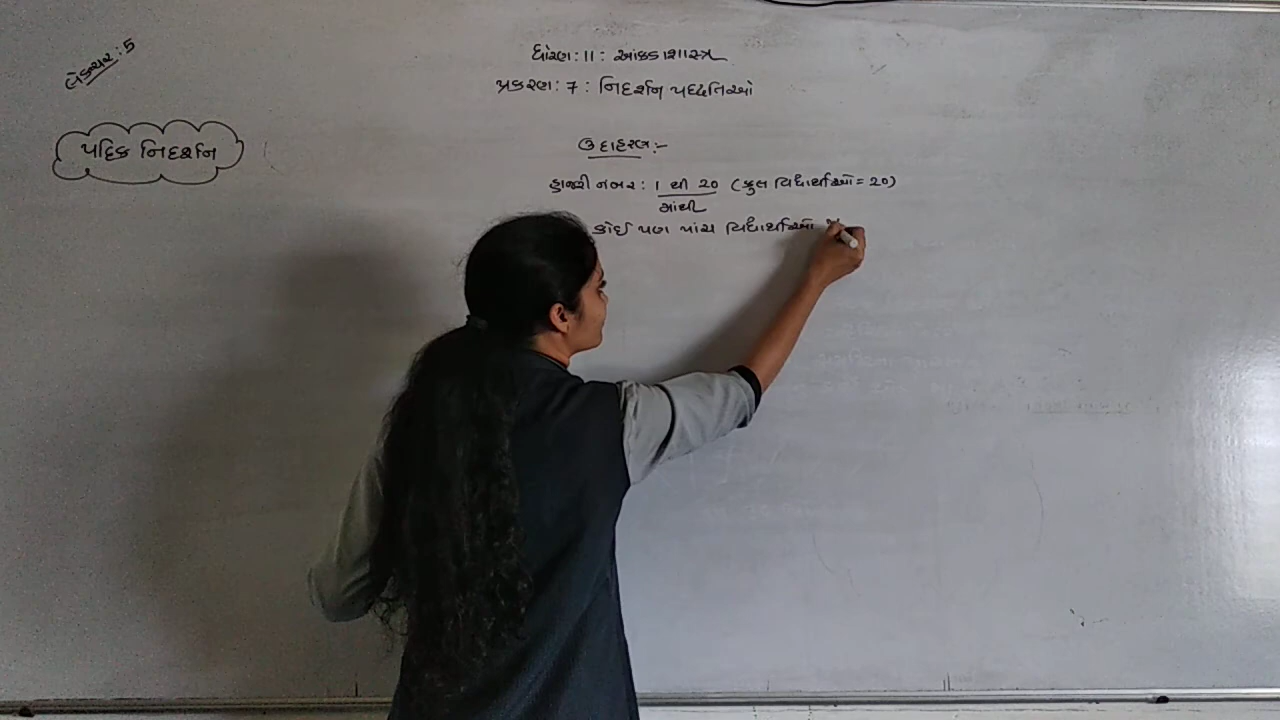 લેક્ચર : 5
ધોરણ : 11 : આંકડાશાસ્ત્ર
પ્રકરણ : 7 : નિદર્શન પધ્ધતિઓ
પદિક નિદર્શન
ઉદાહરણ :-
હાજરી નંબર : 1 થી 20 (કુલ વિદ્યાર્થીઓ = 20)
માંથી
કોઈ પણ પાંચ વિદ્યાર્થીઓ